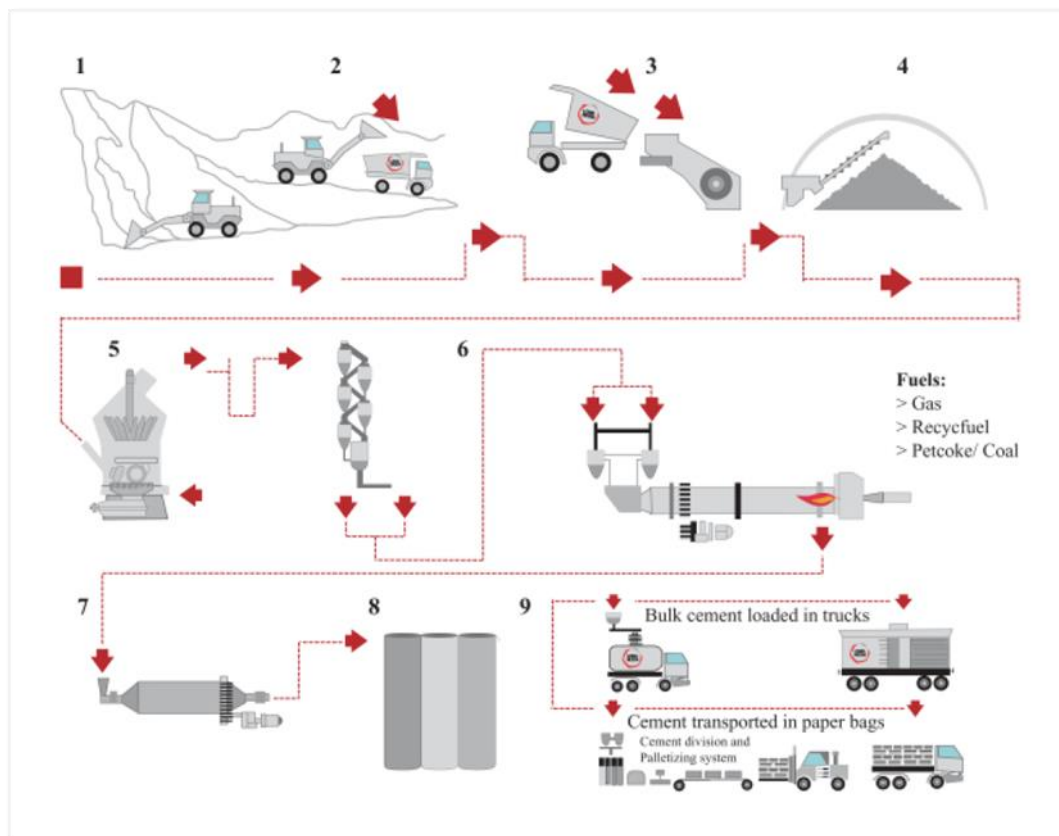 1
2
3
4
5
6
Fuels:
> Gas
> Recycfuel
> Petcoke/ Coal
7
8
9
Bulk cement loaded in trucks
Cement transported in paper bags
Cement division and
Palletizing system